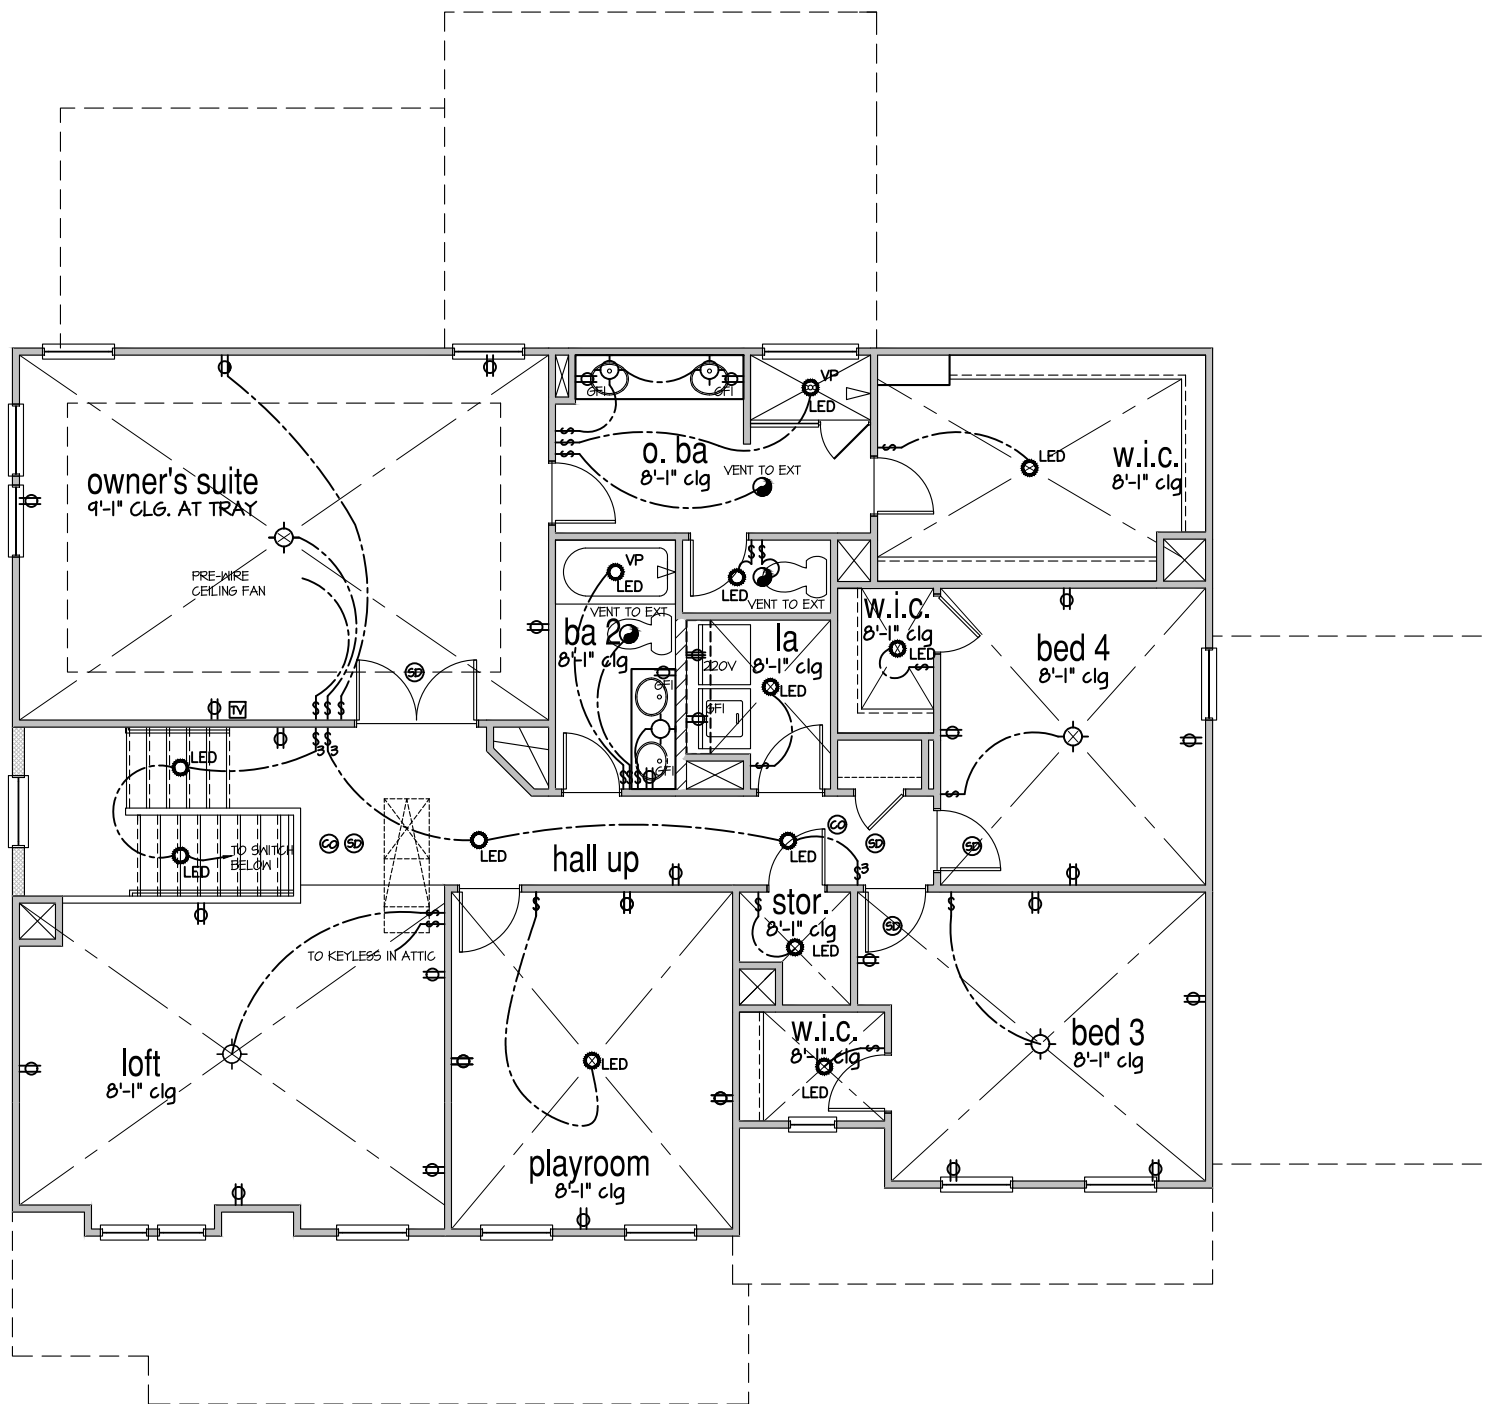 VP
GFI
GFI
LED
o. ba
8'-1" clg
VENT TO EXT
LED
w.i.c.
8'-1" clg
owner's suite
9'-1" CLG. AT TRAY
PRE-WIRE
CEILING FAN
VP
LED
LED
VENT TO EXT
VENT TO EXT
ba 2
8'-1" clg
la
8'-1" clg
w.i.c.
8'-1" clg
LED
bed 4
8'-1" clg
220V
SD
GFI
LED
GFI
TV
$ $ $
3 3
LED
GFI
CO
SD
CO SD
TO SWITCH
BELOW
LED
LED
hall up
LED
3
SD
stor.
8'-1" clg
LED
SD
TO KEYLESS IN ATTIC
loft
8'-1" clg
LED
w.i.c.
8'-1" clg
LED
bed 3
8'-1" clg
playroom
8'-1" clg